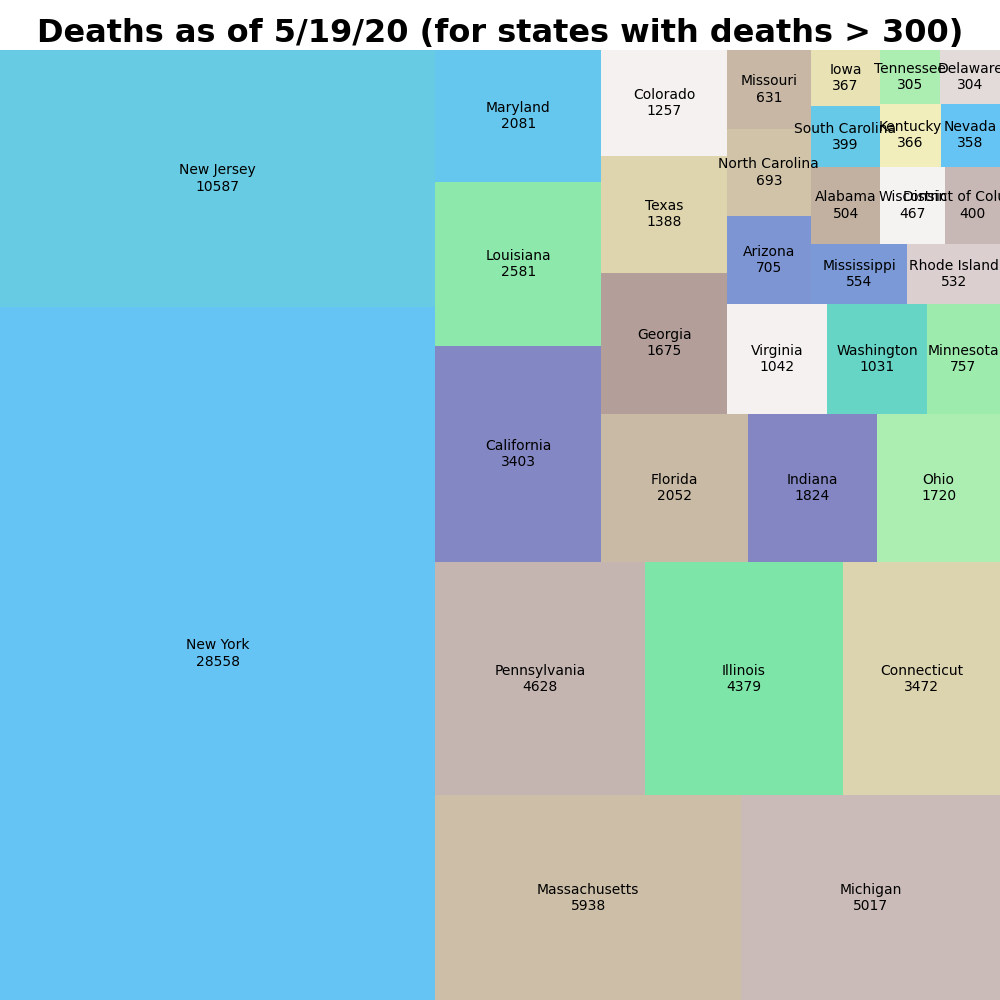 Deaths as of 5/19/20 (for states with deaths > 300)
New Jersey
10587
New York
28558
Maryland
2081
Louisiana
2581
California
3403
Colorado
1257
Texas
1388
Georgia
1675
Missouri
631
North Carolina
693
Arizona
705
Iowa
367
Tennessee
305
Delaware
304
South Carolina
399
Kentucky
366
Nevada
358
Alabama
504
Wisconsin
467
District of Colu
400
Mississippi
554
Rhode Island
532
Virginia
1042
Washington
1031
Minnesota
757
Florida
2052
Indiana
1824
Ohio
1720
Pennsylvania
4628
Illinois
4379
Connecticut
3472
Massachusetts
5938
Michigan
5017